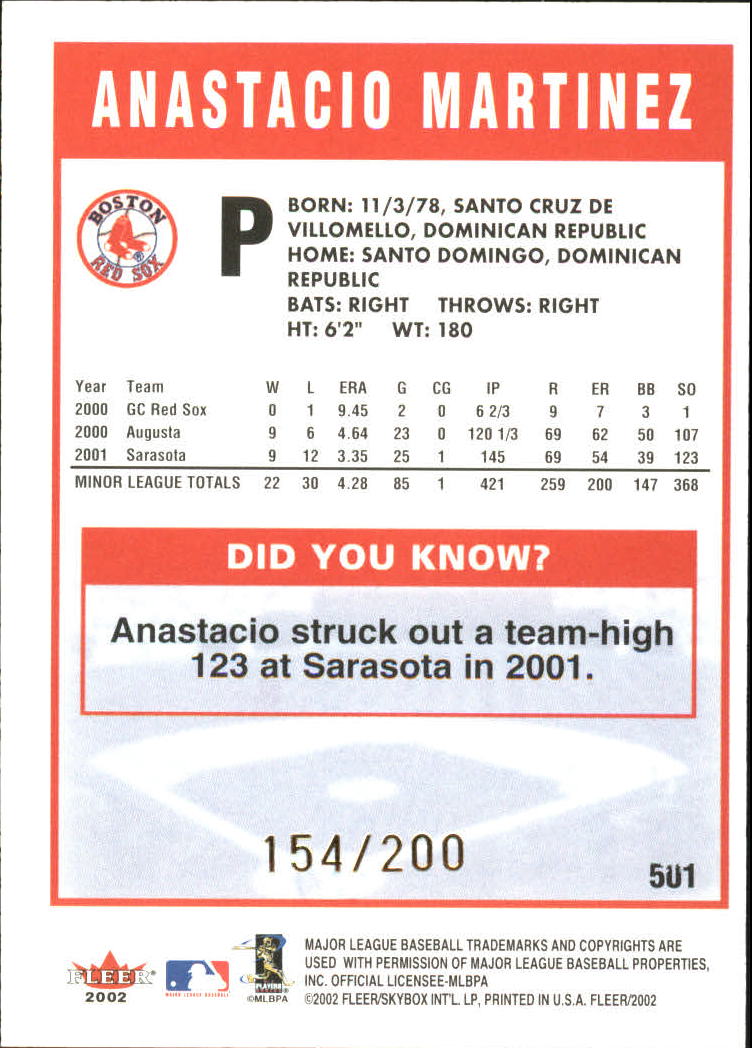 ANASTACIO MARTINEZ
BOSTON
RED SOX
P
BORN: 11/3/78, SANTO CRUZ DE
VILLOMELLO, DOMINICAN REPUBLIC
HOME: SANTO DOMINGO, DOMINICAN
REPUBLIC
BATS: RIGHT THROWS: RIGHT
HT: 6'2" WT: 180
Year Team W L ERA G CG IP R ER BB SO
2000 GC Red Sox 0 1 9.45 2 0 6 2/3 9 7 3 1
2000 Augusta 9 6 4.64 23 0 120 1/3 69 62 50 107
2001 Sarasota 9 12 3.35 25 1 145 69 54 39 123
MINOR LEAGUE TOTALS 22 30 4.28 85 1 421 259 200 147 368
DID YOU KNOW?
Anastacio struck out a team-high
123 at Sarasota in 2001.
154/200
501
FLEER®
2002
MAJOR LEAGUE BASEBALL
PLAYERS
©MLBPA
MAJOR LEAGUE BASEBALL TRADEMARKS AND COPYRIGHTS ARE
USED WITH PERMISSION OF MAJOR LEAGUE BASEBALL PROPERTIES,
INC. OFFICIAL LICENSEE-MLBPA
©2002 FLEER/SKYBOX INT'L. LP, PRINTED IN U.S.A. FLEER/2002